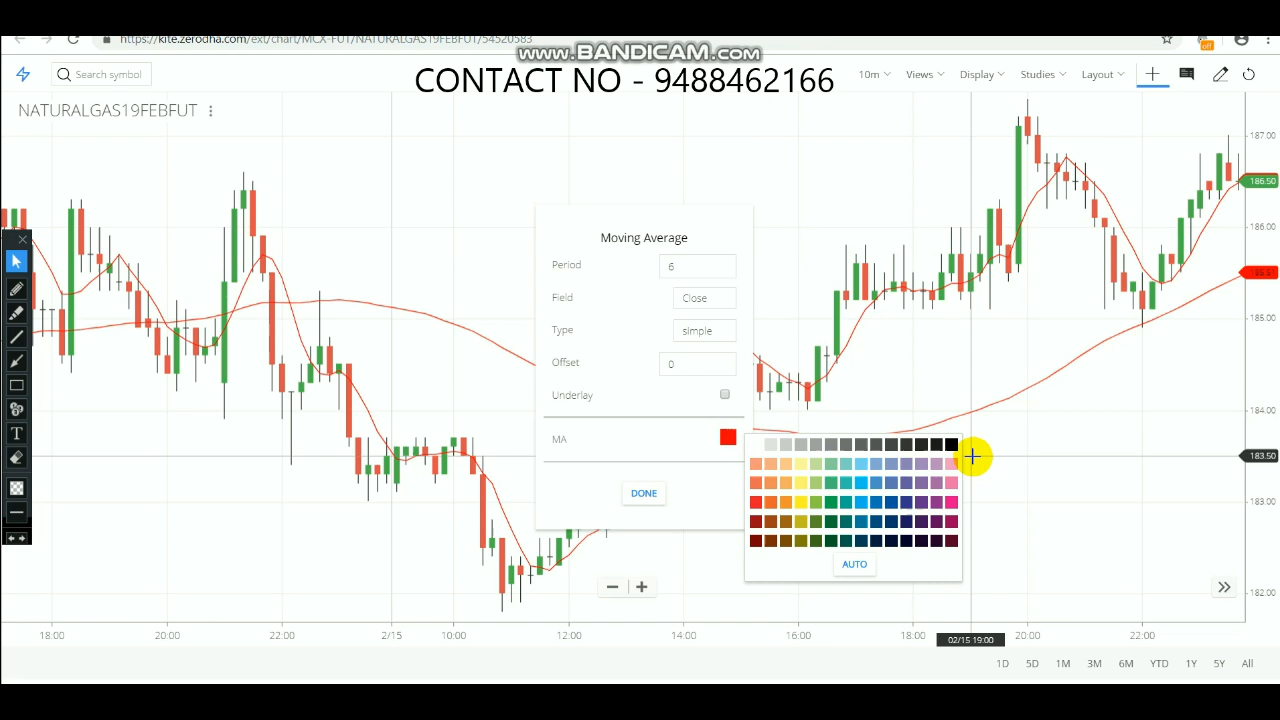 https://kite.zerodha.com/ext/chart/MCX-FUT/NATURALGAS19FEBFUT/54520583
www.BANDICAM.com
off
Search symbol
CONTACT NO - 9488462166
10m
Views
Display
Studies
Layout
NATURALGAS19FEBFUT
187.00
186.50
186.00
185.51
185.00
184.00
183.50
183.00
182.00
Moving Average
Period 6
Field Close
Type simple
Offset 0
Underlay
MA
DONE
AUTO
T
18:00 20:00 22:00 2/15 10:00 12:00 14:00 16:00 18:00 02/15 19:00 20:00 22:00
1D 5D 1M 3M 6M YTD 1Y 5Y All